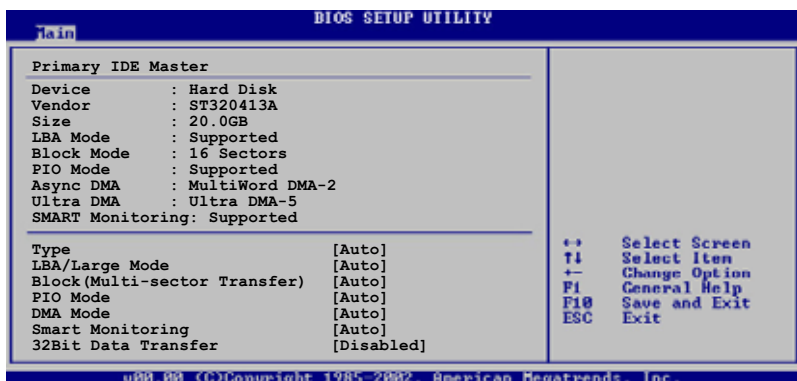 BIOS SETUP UTILITY
Main
Primary IDE Master
Device : Hard Disk
Vendor : ST320413A
Size : 20.0GB
LBA Mode : Supported
Block Mode : 16 Sectors
PIO Mode : Supported
Async DMA : MultiWord DMA-2
Ultra DMA : Ultra DMA-5
SMART Monitoring: Supported
Type [Auto]
LBA/Large Mode [Auto]
Block(Multi-sector Transfer) [Auto]
PIO Mode [Auto]
DMA Mode [Auto]
Smart Monitoring [Auto]
32Bit Data Transfer [Disabled]
←→ Select Screen
↑↓ Select Item
+- Change Option
F1 General Help
F10 Save and Exit
ESC Exit
v00.00 (C)Copyright 1985-2002, American Megatrends, Inc.